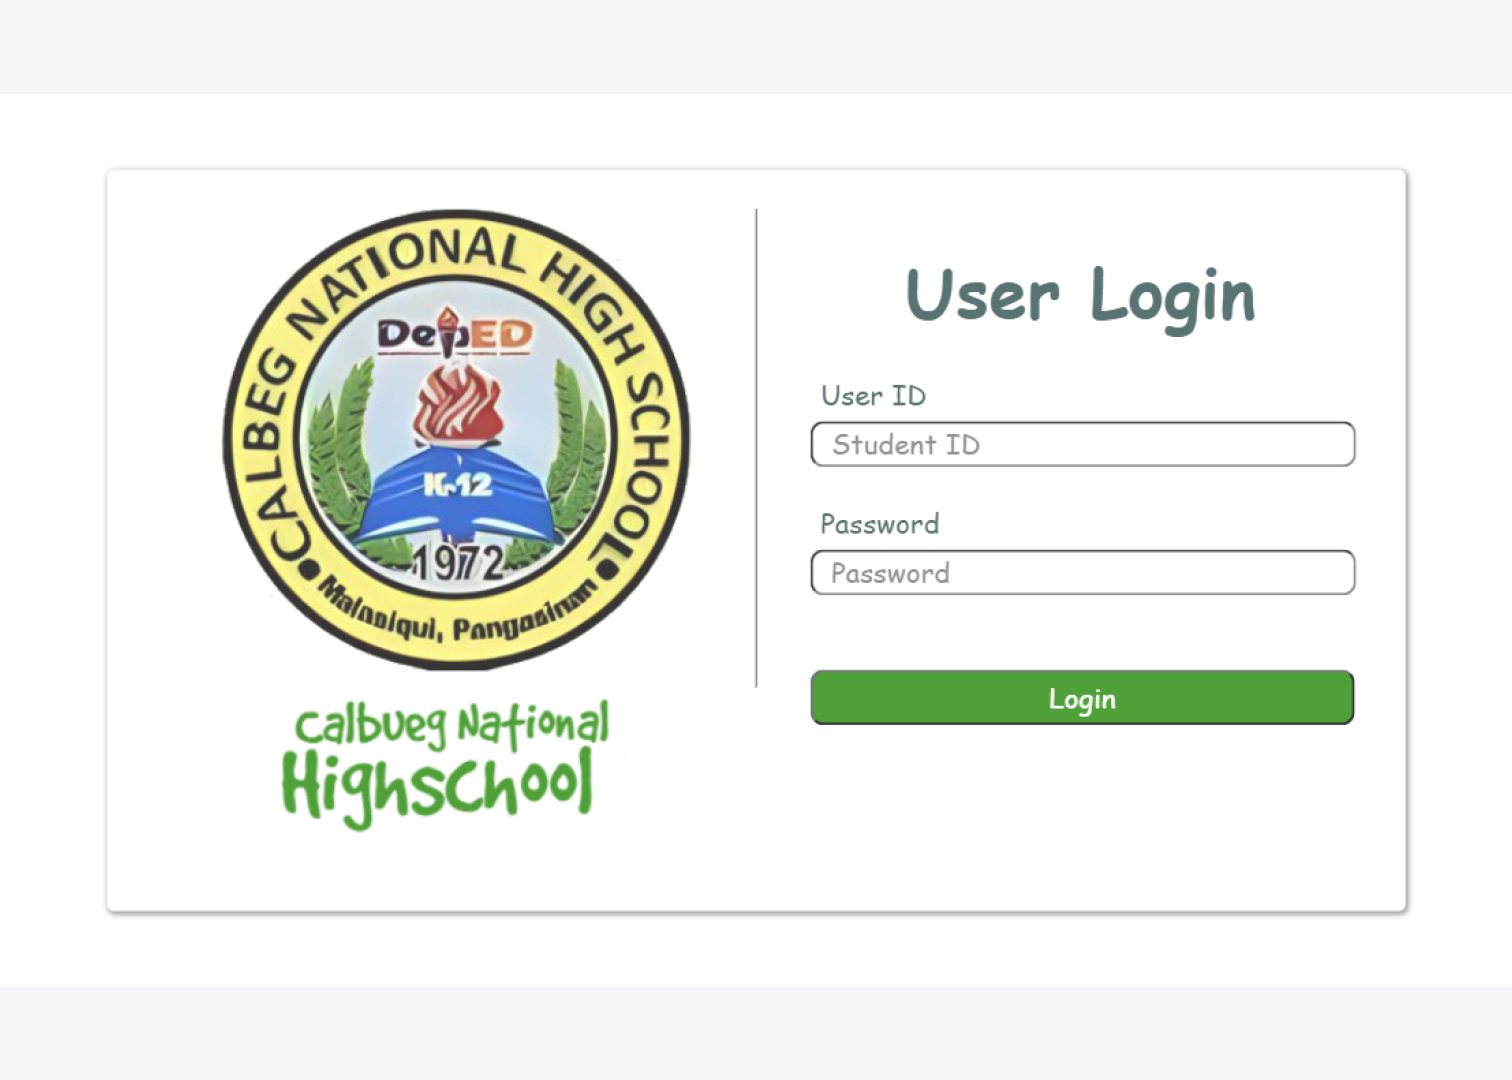 CALBEG NATIONAL HIGH SCHOOL
DepED
K-12
1972
Malasiqui, Pangasinan
Calbueg National
HighSChool
User Login
User ID
Student ID
Password
Password
Login